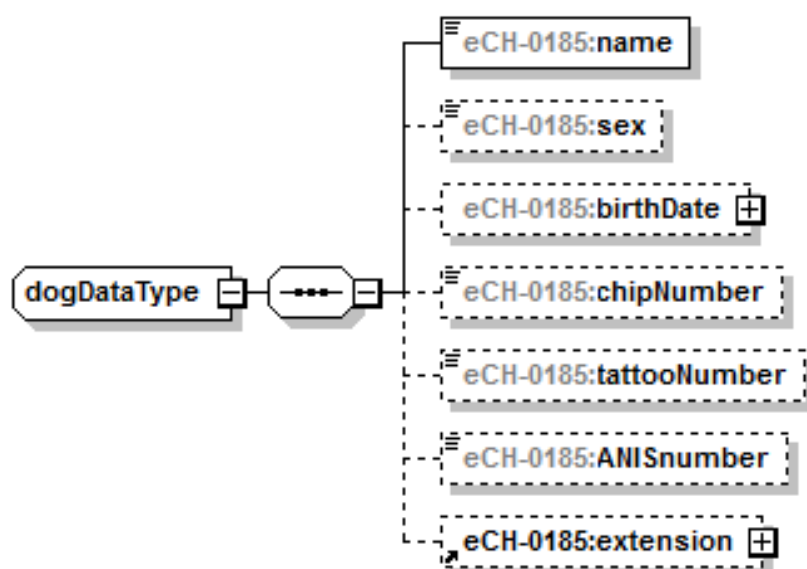 eCH-0185:name
eCH-0185:sex
eCH-0185:birthDate
dogDataType
eCH-0185:chipNumber
eCH-0185:tattooNumber
eCH-0185:ANISnumber
eCH-0185:extension